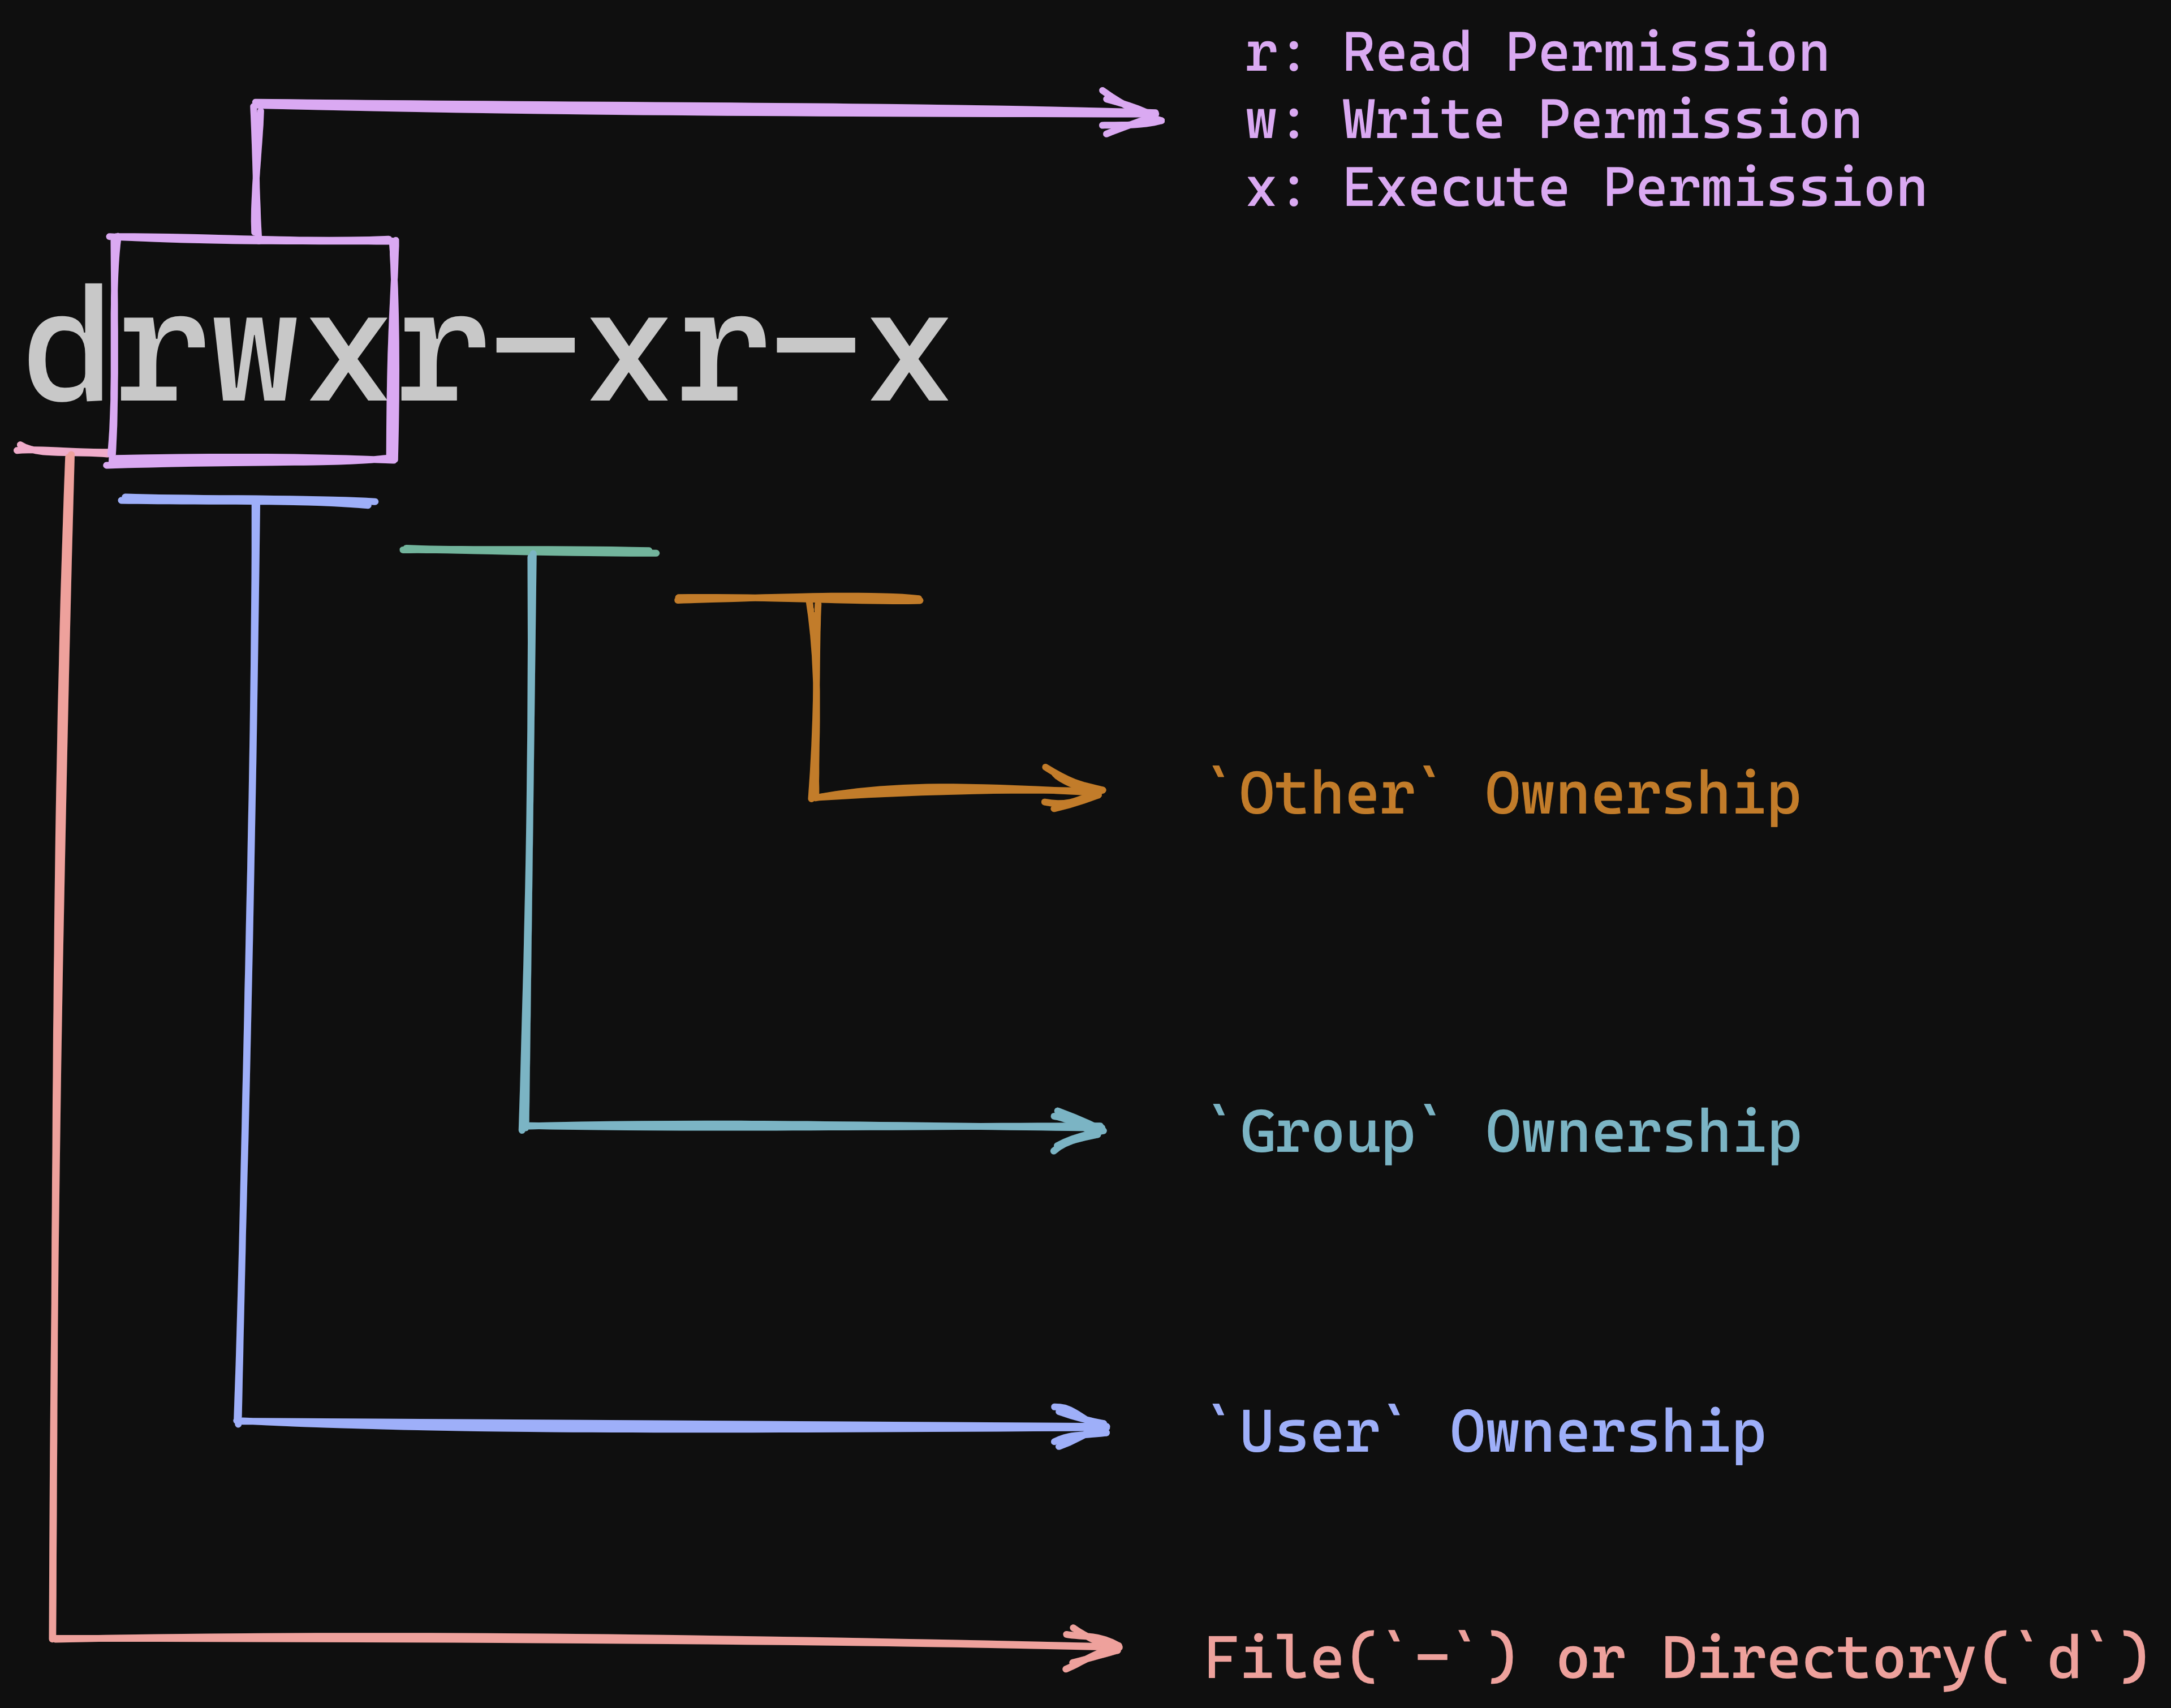 r: Read Permission
w: Write Permission
x: Execute Permission
drwxr-xr-x
`Other` Ownership
`Group` Ownership
`User` Ownership
File(`-`) or Directory(`d`)